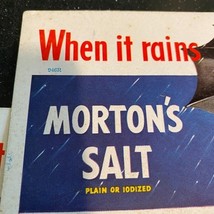 When it rains
MORTON'S
SALT
PLAIN OR IODIZED